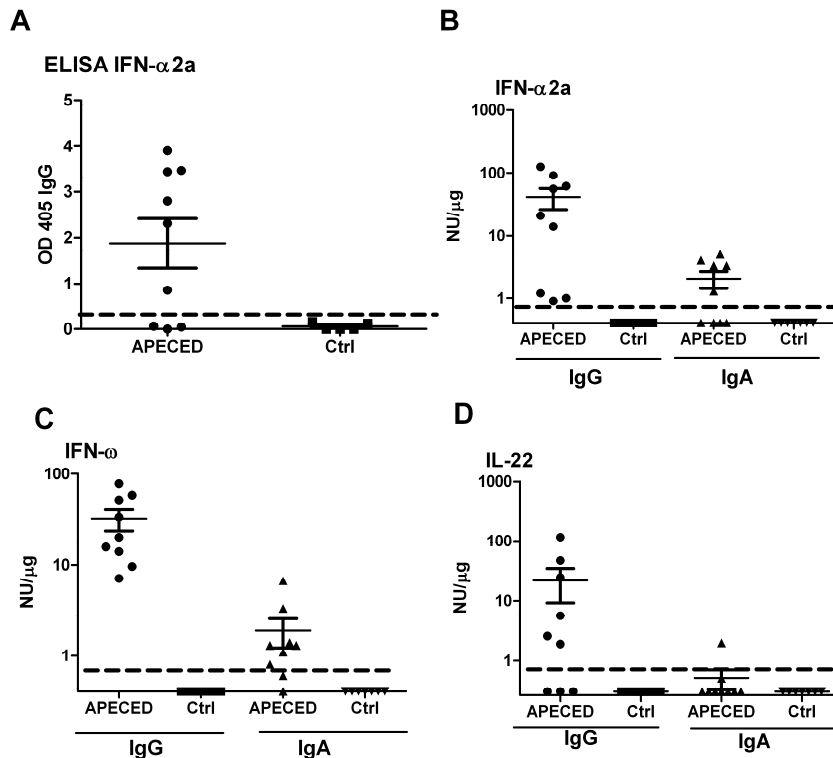 A
ELISA IFN-α2a
OD 405 IgG
5
4
3
2
1
0
APECED Ctrl
B
IFN-α2a
NU/μg
1000
100
10
1
APECED Ctrl APECED Ctrl
IgG IgA
C
IFN-ω
NU/μg
100
10
1
APECED Ctrl APECED Ctrl
IgG IgA
D
IL-22
NU/μg
1000
100
10
1
APECED Ctrl APECED Ctrl
IgG IgA